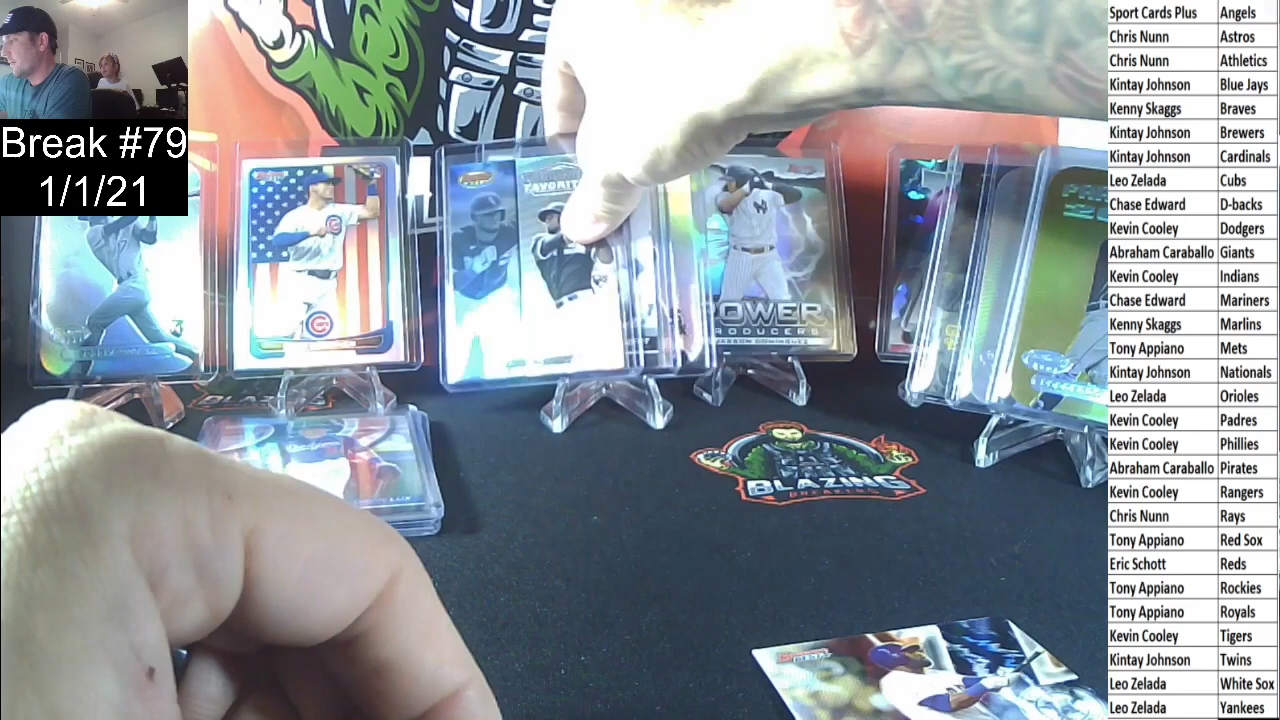 Break #79
1/1/21
FAVORIT
POWER
PRODUCERS
JASSON DOMINGUEZ
BLAZING
BREAKING
Sport Cards Plus Angels
Chris Nunn Astros
Chris Nunn Athletics
Kintay Johnson Blue Jays
Kenny Skaggs Braves
Kintay Johnson Brewers
Kintay Johnson Cardinals
Leo Zelada Cubs
Chase Edward D-backs
Kevin Cooley Dodgers
Abraham Caraballo Giants
Kevin Cooley Indians
Chase Edward Mariners
Kenny Skaggs Marlins
Tony Appiano Mets
Kintay Johnson Nationals
Leo Zelada Orioles
Kevin Cooley Padres
Kevin Cooley Phillies
Abraham Caraballo Pirates
Kevin Cooley Rangers
Chris Nunn Rays
Tony Appiano Red Sox
Eric Schott Reds
Tony Appiano Rockies
Tony Appiano Royals
Kevin Cooley Tigers
Kintay Johnson Twins
Leo Zelada White Sox
Leo Zelada Yankees